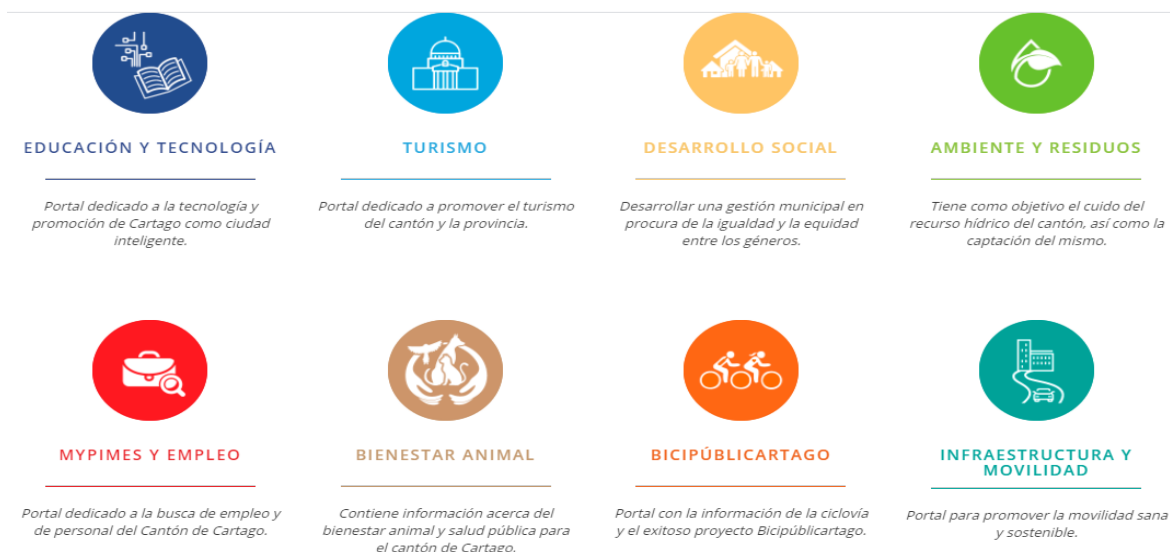 EDUCACIÓN Y TECNOLOGÍA
Portal dedicado a la tecnología y
promoción de Cartago como ciudad
inteligente.
TURISMO
Portal dedicado a promover el turismo
del cantón y la provincia.
DESARROLLO SOCIAL
Desarrollar una gestión municipal en
procura de la igualdad y la equidad
entre los géneros.
AMBIENTE Y RESIDUOS
Tiene como objetivo el cuido del
recurso hídrico del cantón, así como la
captación del mismo.
MYPIMES Y EMPLEO
Portal dedicado a la busca de empleo y
de personal del Cantón de Cartago.
BIENESTAR ANIMAL
Contiene información acerca del
bienestar animal y salud pública para
el cantón de Cartago.
BICIPÚBLICARTAGO
Portal con la información de la ciclovía
y el exitoso proyecto Bicipúblicartago.
INFRAESTRUCTURA Y
MOVILIDAD
Portal para promover la movilidad sana
y sostenible.